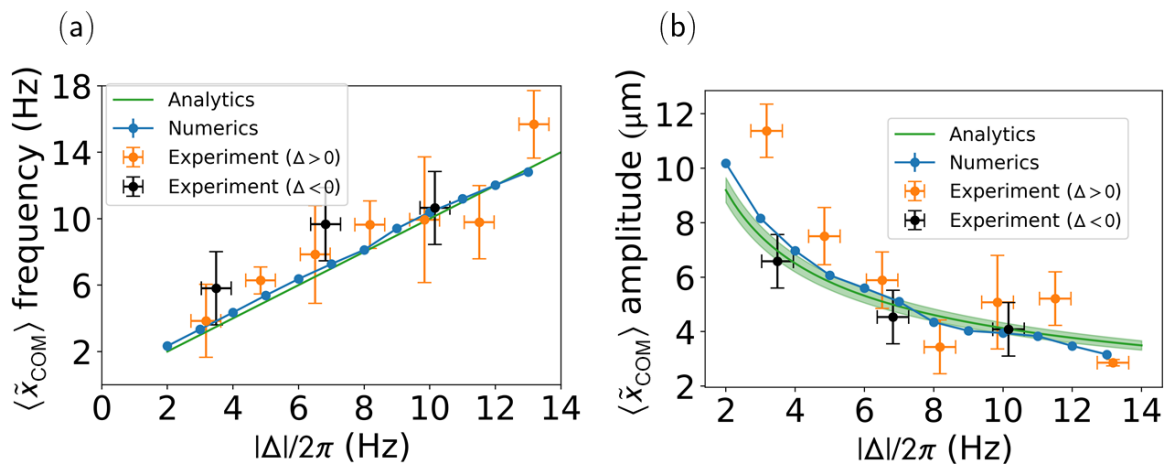 (a)
18
14
10
6
2
⟨x̃COM⟩ frequency (Hz)
Analytics
Numerics
Experiment (Δ > 0)
Experiment (Δ < 0)
0 2 4 6 8 10 12 14
|Δ|/2π (Hz)
(b)
12
10
8
6
4
2
⟨x̃COM⟩ amplitude (μm)
Analytics
Numerics
Experiment (Δ > 0)
Experiment (Δ < 0)
2 4 6 8 10 12 14
|Δ|/2π (Hz)